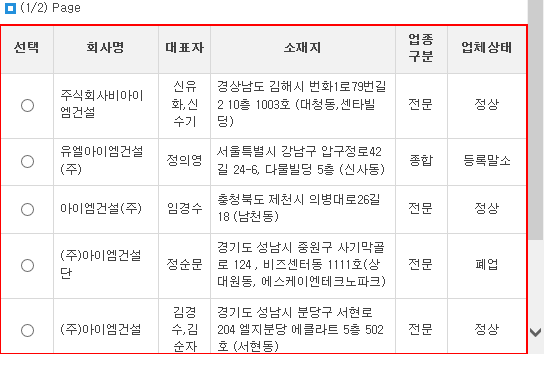 (1/2) Page
선택 회사명 대표자 소재지 업종구분 업체상태
주식회사비아이엠건설 신유화,신수기 경상남도 김해시 번화1로79번길 2 10층 1003호 (대청동,센타빌딩) 전문 정상
유엘아이엠건설(주) 정의영 서울특별시 강남구 압구정로42길 24-6, 다물빌딩 5층 (신사동) 종합 등록말소
아이엠건설(주) 임경수 충청북도 제천시 의병대로26길 18 (남천동) 전문 정상
(주)아이엠건설단 정순문 경기도 성남시 중원구 사기막골로 124 , 비즈센터동 1111호(상대원동, 에스케이엔테크노파크) 전문 폐업
(주)아이엠건설 김경수,김순자 경기도 성남시 분당구 서현로 204 엘지분당 에클라트 5층 502호 (서현동) 전문 정상